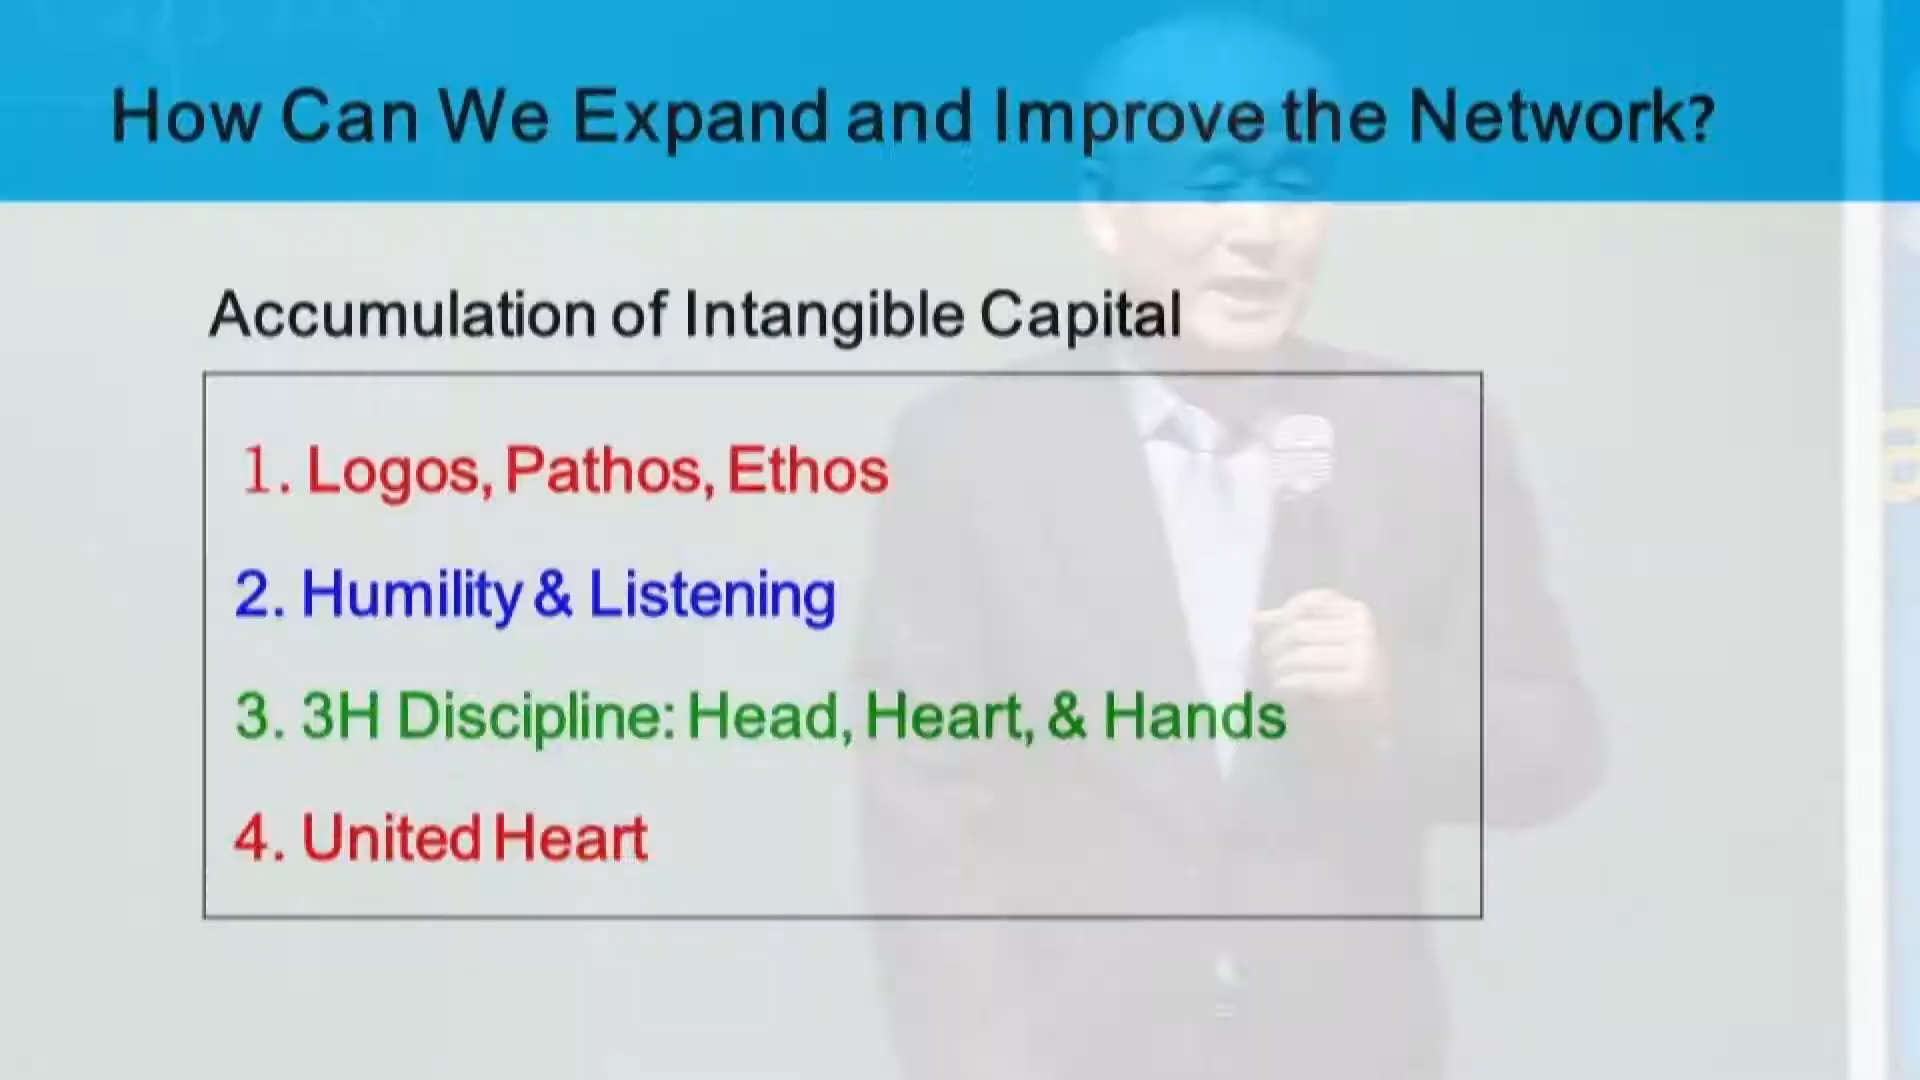 How Can We Expand and Improve the Network?
Accumulation of Intangible Capital
1. Logos, Pathos, Ethos
2. Humility & Listening
3. 3H Discipline: Head, Heart, & Hands
4. United Heart